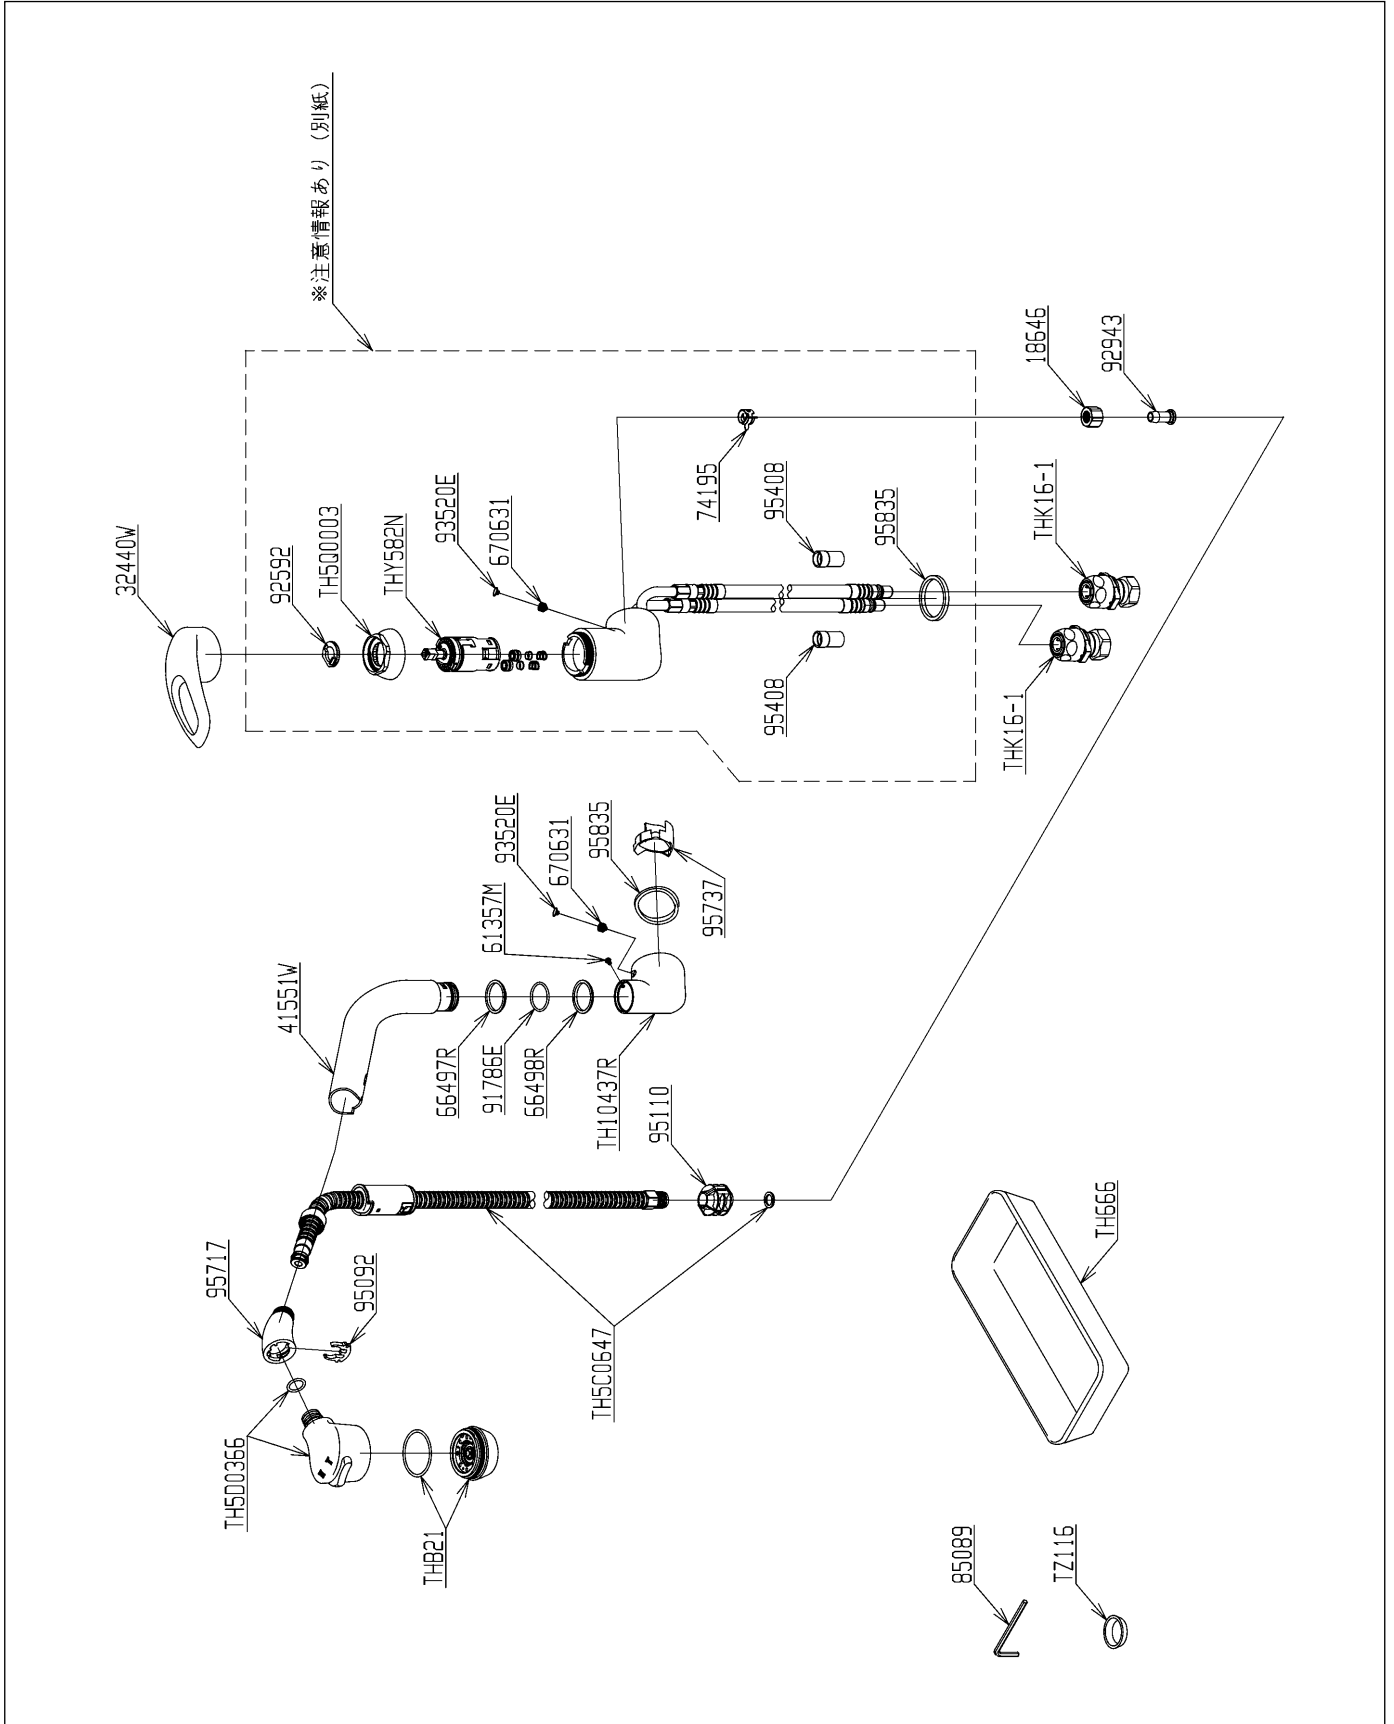 ※注意情報あり（別紙）
32440W
92592
TH5Q0003
THY582N
93520E
670631
74195
95408
95408
95835
18646
92943
THK16-1
THK16-1
41551W
61357M
93520E
670631
95835
95737
66497R
91786E
66498R
TH10437R
95110
95717
95092
TH5C0647
TH5D0366
THB21
TH666
85089
TZ116